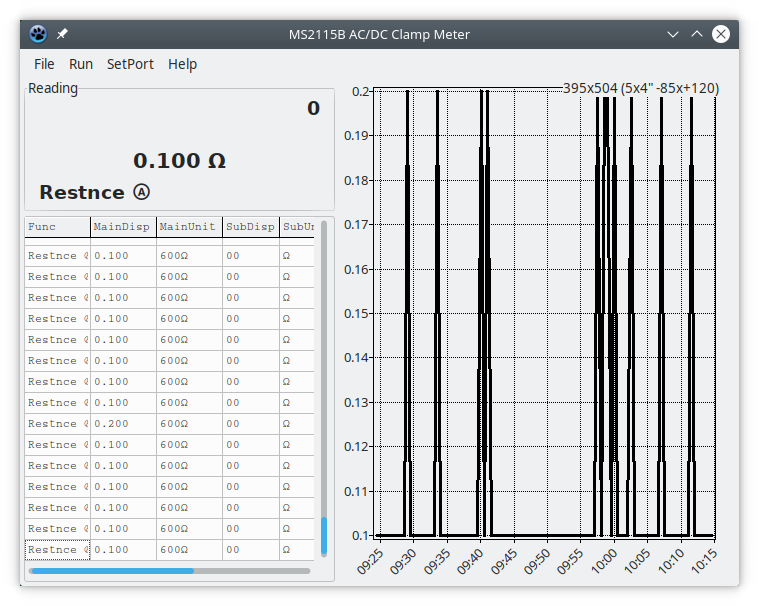 MS2115B AC/DC Clamp Meter
File Run SetPort Help
Reading
0
0.100 Ω
Restnce Ⓐ
Func MainDisp MainUnit SubDisp SubUn
Restnce 0.100 600Ω 00 Ω
Restnce 0.100 600Ω 00 Ω
Restnce 0.100 600Ω 00 Ω
Restnce 0.100 600Ω 00 Ω
Restnce 0.100 600Ω 00 Ω
Restnce 0.100 600Ω 00 Ω
Restnce 0.100 600Ω 00 Ω
Restnce 0.100 600Ω 00 Ω
Restnce 0.200 600Ω 00 Ω
Restnce 0.100 600Ω 00 Ω
Restnce 0.100 600Ω 00 Ω
Restnce 0.100 600Ω 00 Ω
Restnce 0.100 600Ω 00 Ω
Restnce 0.100 600Ω 00 Ω
Restnce 0.100 600Ω 00 Ω
395x504 (5x4" -85x+120)
0.2
0.19
0.18
0.17
0.16
0.15
0.14
0.13
0.12
0.11
0.1
09:25 09:30 09:35 09:40 09:45 09:50 09:55 10:00 10:05 10:10 10:15